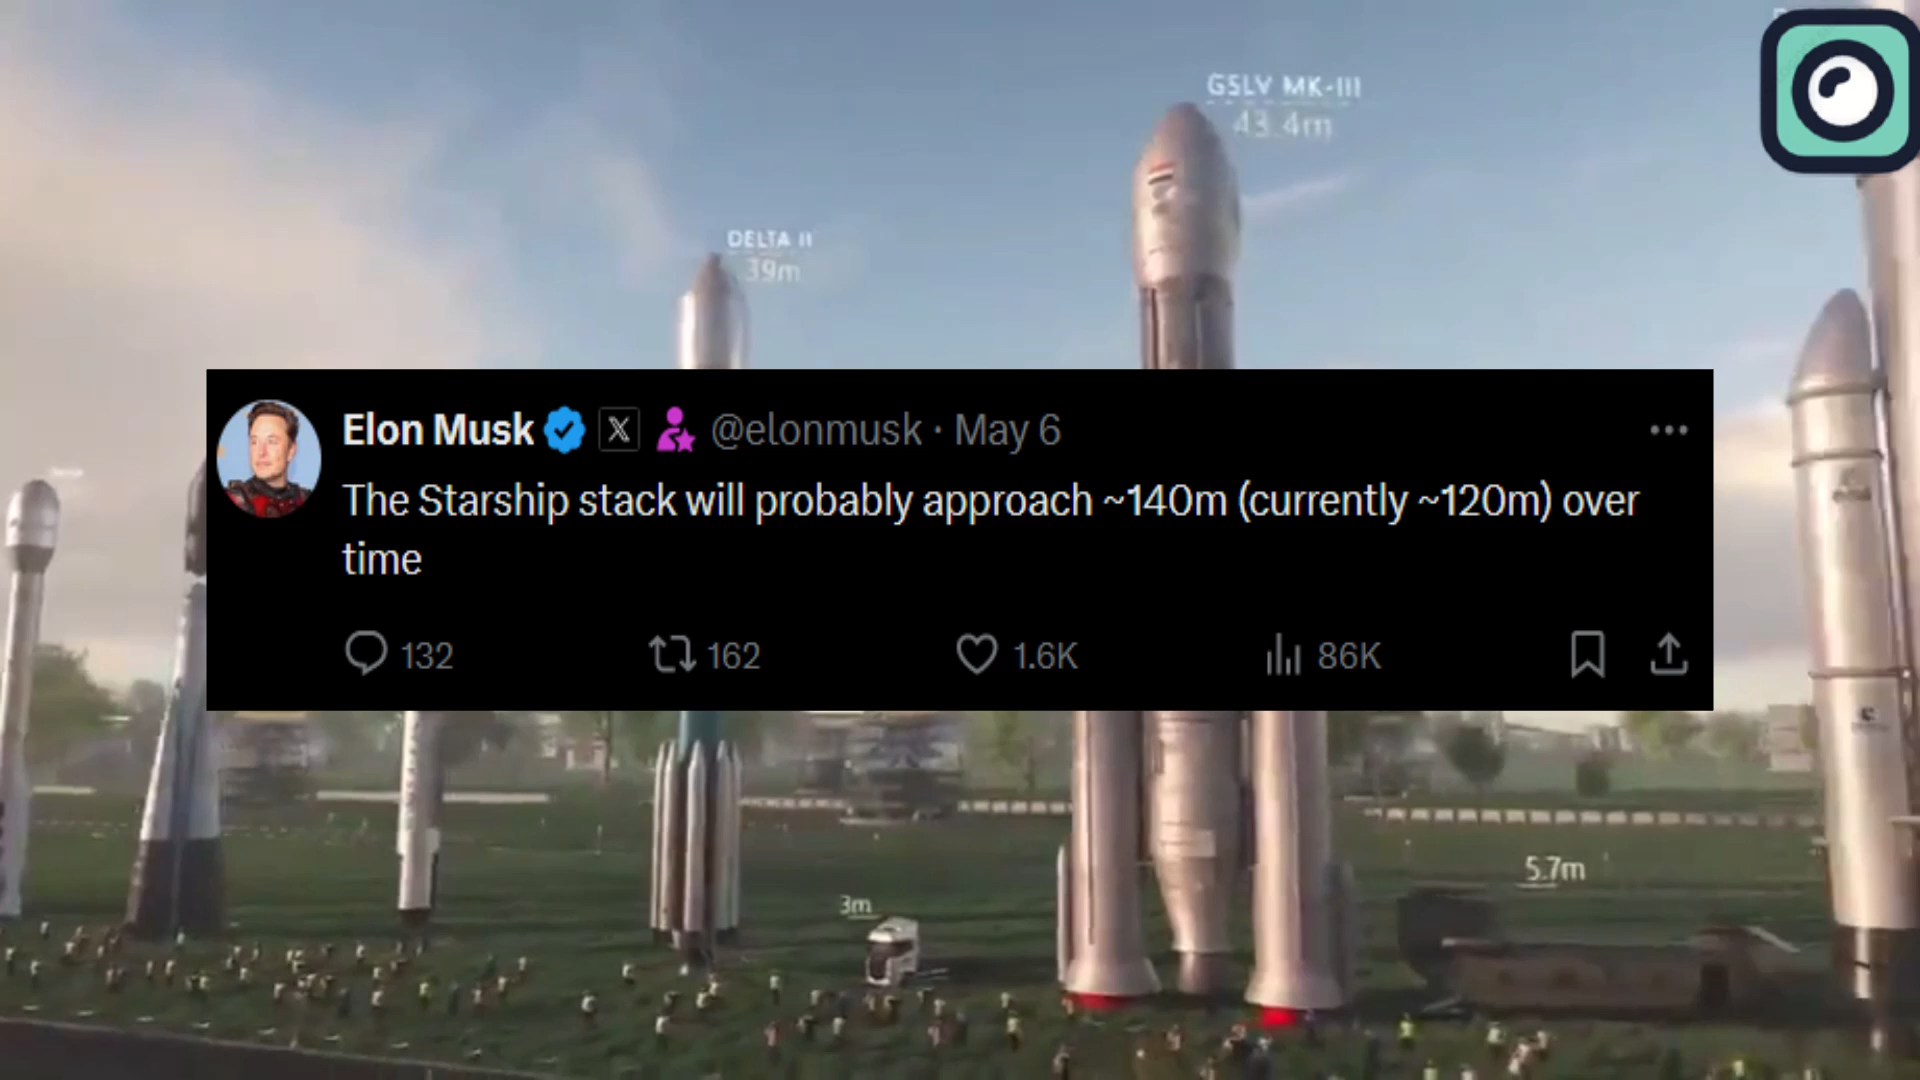 GSLV MK-III
43.4m
DELTA II
39m
Elon Musk @elonmusk · May 6
The Starship stack will probably approach ~140m (currently ~120m) over
time
132 162 1.6K 86K
5.7m
3m